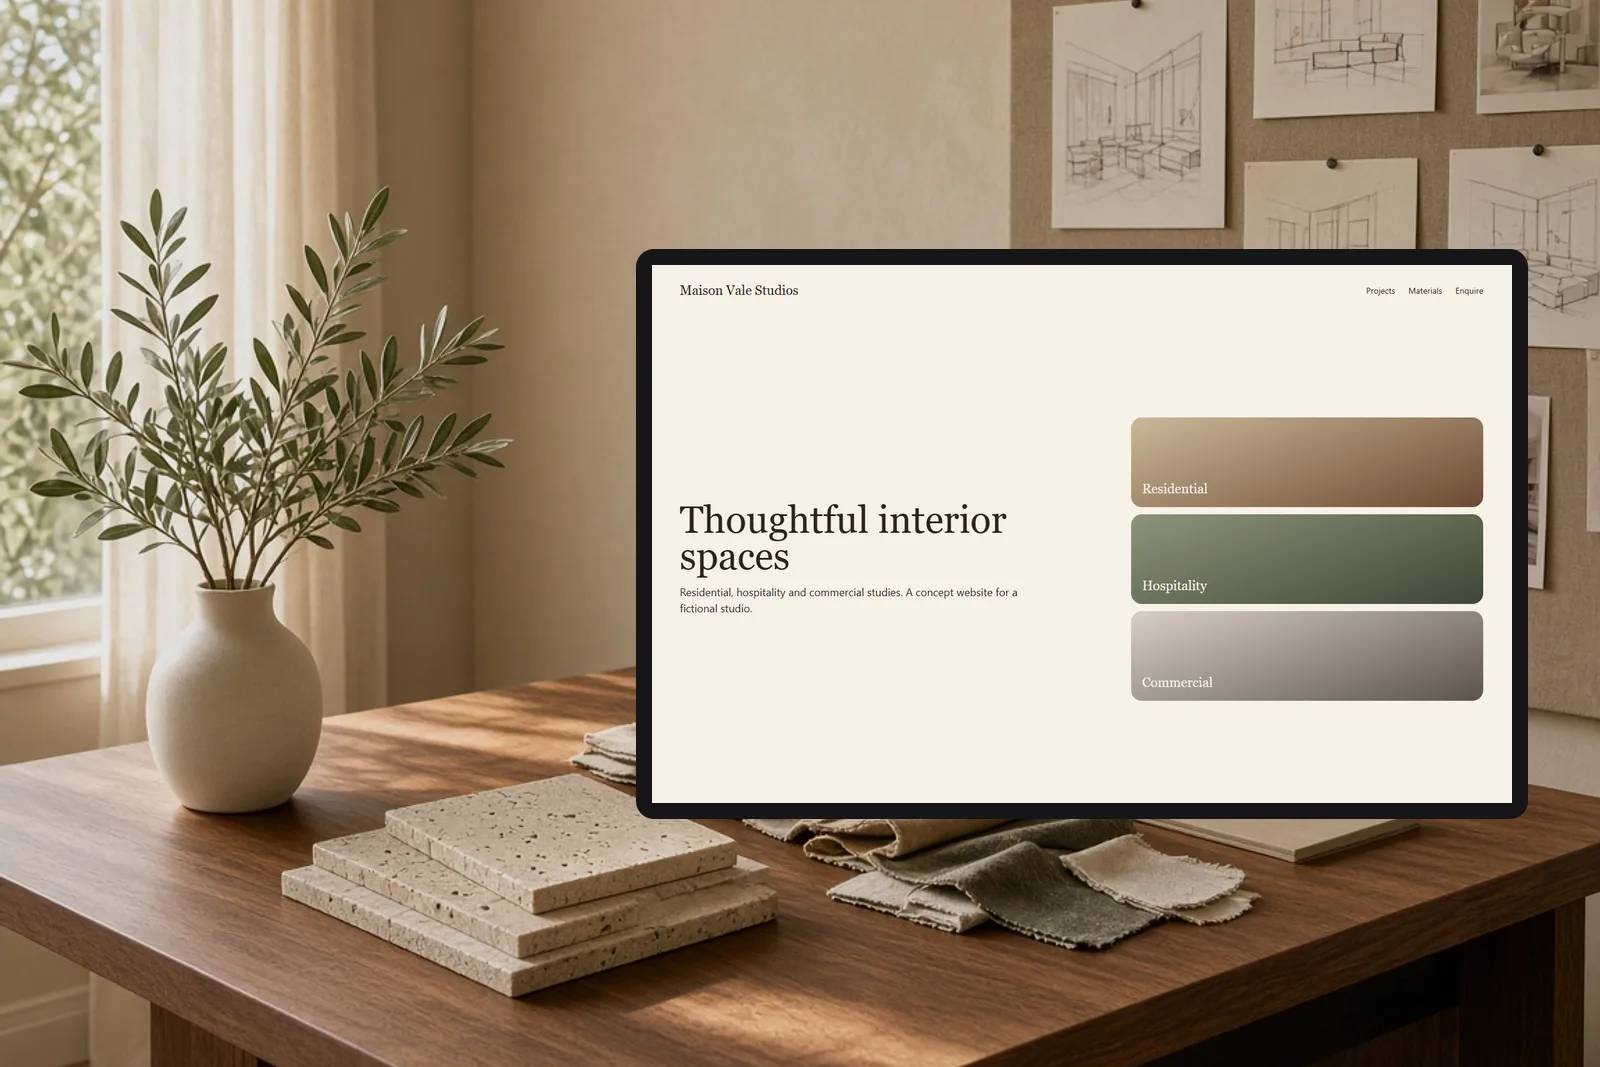 Maison Vale Studios
Projects Materials Enquire
Thoughtful interior
spaces
Residential, hospitality and commercial studies. A concept website for a
fictional studio.
Residential
Hospitality
Commercial